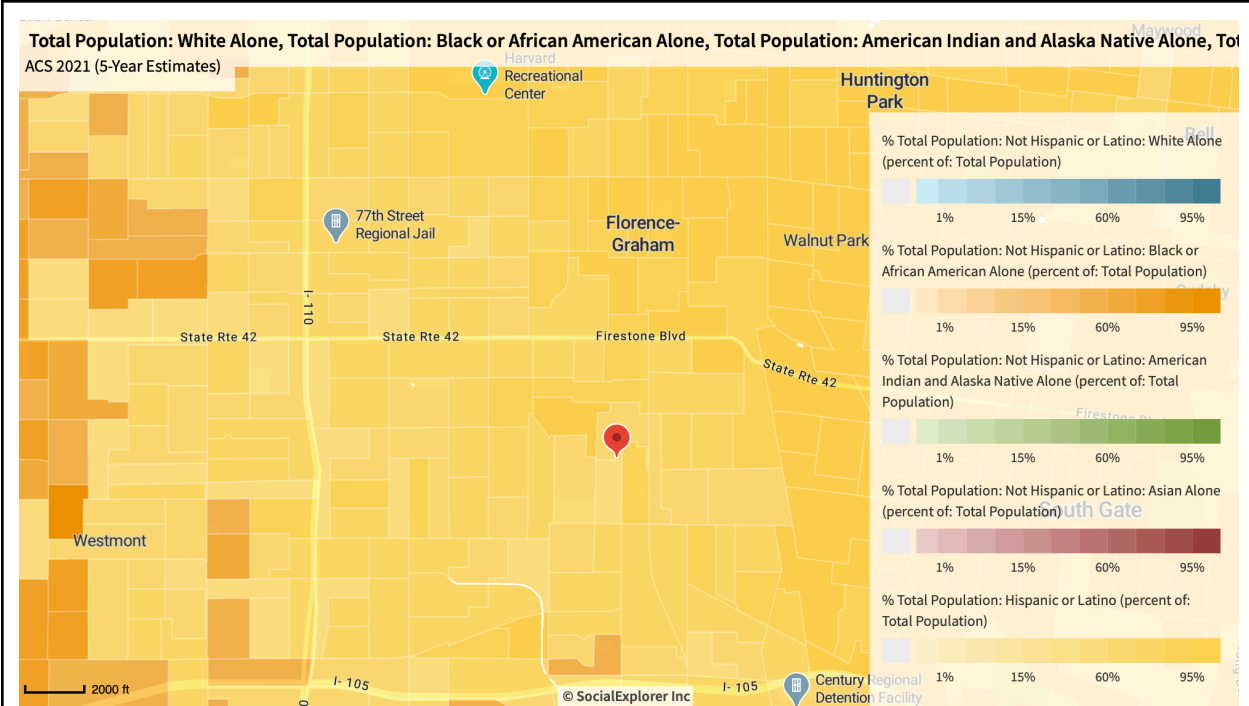 Total Population: White Alone, Total Population: Black or African American Alone, Total Population: American Indian and Alaska Native Alone, Tot
ACS 2021 (5-Year Estimates)
Maywood
Harvard
Recreational
Center
Huntington
Park
Bell
% Total Population: Not Hispanic or Latino: White Alone
(percent of: Total Population)
1% 15% 60% 95%
77th Street
Regional Jail
Florence-
Graham
Walnut Park
% Total Population: Not Hispanic or Latino: Black or
African American Alone (percent of: Total Population)
1% 15% 60% 95%
I- 110
State Rte 42
State Rte 42
Firestone Blvd
State Rte 42
% Total Population: Not Hispanic or Latino: American
Indian and Alaska Native Alone (percent of: Total
Population)
1% 15% 60% 95%
% Total Population: Not Hispanic or Latino: Asian Alone
(percent of: Total Population)
South Gate
1% 15% 60% 95%
Westmont
% Total Population: Hispanic or Latino (percent of:
Total Population)
1% 15% 60% 95%
2000 ft
I- 105
© SocialExplorer Inc
I- 105
Century Regional
Detention Facility